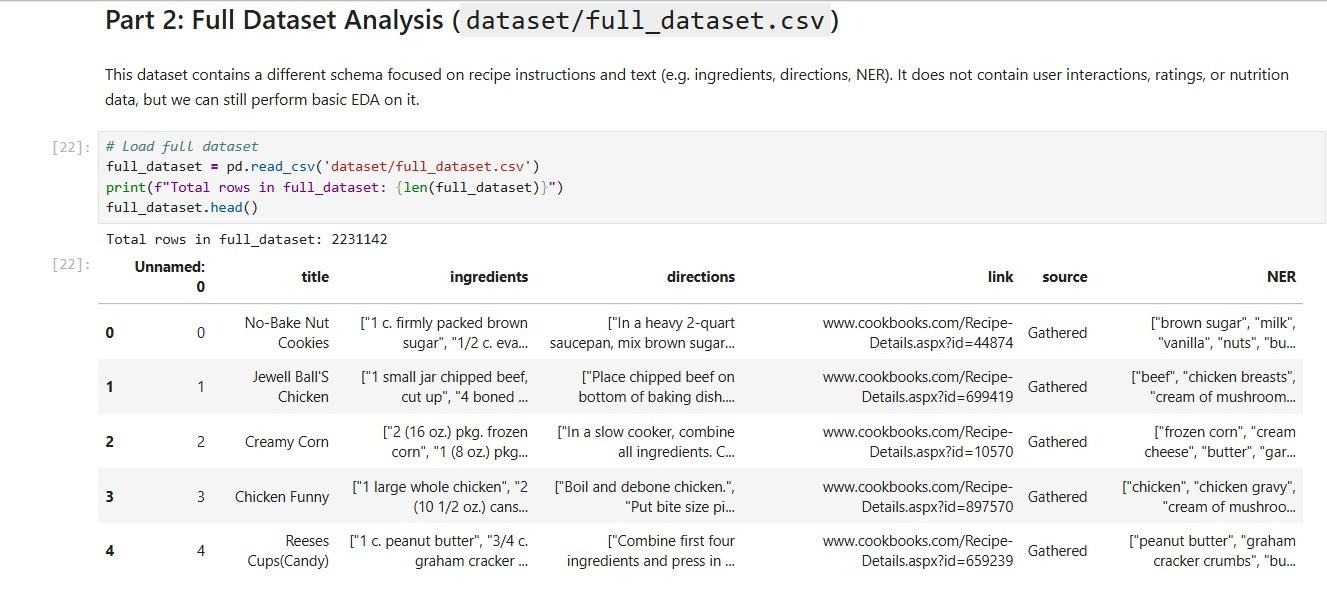 Part 2: Full Dataset Analysis (dataset/full_dataset.csv)
This dataset contains a different schema focused on recipe instructions and text (e.g. ingredients, directions, NER). It does not contain user interactions, ratings, or nutrition
data, but we can still perform basic EDA on it.
[22]: # Load full dataset
full_dataset = pd.read_csv('dataset/full_dataset.csv')
print(f"Total rows in full_dataset: {len(full_dataset)}")
full_dataset.head()
Total rows in full_dataset: 2231142
[22]: Unnamed: 0 title ingredients directions link source NER
0 0 No-Bake Nut Cookies ["1 c. firmly packed brown sugar", "1/2 c. eva... ["In a heavy 2-quart saucepan, mix brown sugar... www.cookbooks.com/Recipe-Details.aspx?id=44874 Gathered ["brown sugar", "milk", "vanilla", "nuts", "bu...
1 1 Jewell Ball'S Chicken ["1 small jar chipped beef, cut up", "4 boned ... ["Place chipped beef on bottom of baking dish.... www.cookbooks.com/Recipe-Details.aspx?id=699419 Gathered ["beef", "chicken breasts", "cream of mushroom...
2 2 Creamy Corn ["2 (16 oz.) pkg. frozen corn", "1 (8 oz.) pkg... ["In a slow cooker, combine all ingredients. C... www.cookbooks.com/Recipe-Details.aspx?id=10570 Gathered ["frozen corn", "cream cheese", "butter", "gar...
3 3 Chicken Funny ["1 large whole chicken", "2 (10 1/2 oz.) cans... ["Boil and debone chicken.", "Put bite size pi... www.cookbooks.com/Recipe-Details.aspx?id=897570 Gathered ["chicken", "chicken gravy", "cream of mushroo...
4 4 Reeses Cups(Candy) ["1 c. peanut butter", "3/4 c. graham cracker ... ["Combine first four ingredients and press in ... www.cookbooks.com/Recipe-Details.aspx?id=659239 Gathered ["peanut butter", "graham cracker crumbs", "bu...